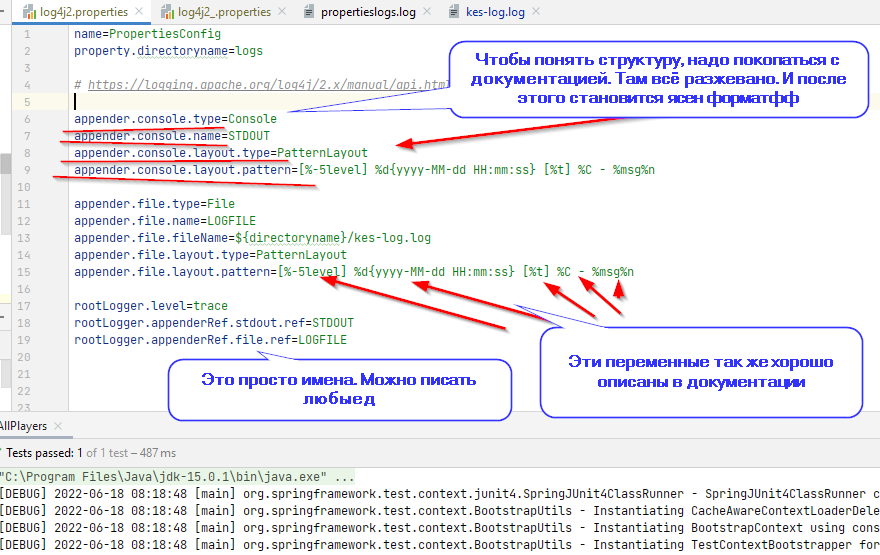 log4j2.properties
log4j2_.properties
propertieslogs.log
kes-log.log
1 name=PropertiesConfig
2 property.directoryname=logs
3
4 # https://logging.apache.org/log4j/2.x/manual/api.html
5
6 appender.console.type=Console
7 appender.console.name=STDOUT
8 appender.console.layout.type=PatternLayout
9 appender.console.layout.pattern=[%-5level] %d{yyyy-MM-dd HH:mm:ss} [%t] %C - %msg%n
10
11 appender.file.type=File
12 appender.file.name=LOGFILE
13 appender.file.fileName=${directoryname}/kes-log.log
14 appender.file.layout.type=PatternLayout
15 appender.file.layout.pattern=[%-5level] %d{yyyy-MM-dd HH:mm:ss} [%t] %C - %msg%n
16
17 rootLogger.level=trace
18 rootLogger.appenderRef.stdout.ref=STDOUT
19 rootLogger.appenderRef.file.ref=LOGFILE
20
21
22
23
Чтобы понять структуру, надо покопаться с
документацией. Там всё разжевано. И после
этого становится ясен форматфф
Эти переменные так же хорошо
описаны в документации
Это просто имена. Можно писать
любыед
AllPlayers
Tests passed: 1 of 1 test – 487 ms
"C:\Program Files\Java\jdk-15.0.1\bin\java.exe" ...
[DEBUG] 2022-06-18 08:18:48 [main] org.springframework.test.context.junit4.SpringJUnit4ClassRunner - SpringJUnit4ClassRunner c
[DEBUG] 2022-06-18 08:18:48 [main] org.springframework.test.context.BootstrapUtils - Instantiating CacheAwareContextLoaderDele
[DEBUG] 2022-06-18 08:18:48 [main] org.springframework.test.context.BootstrapUtils - Instantiating BootstrapContext using cons
[DEBUG] 2022-06-18 08:18:48 [main] org.springframework.test.context.BootstrapUtils - Instantiating TestContextBootstrapper for